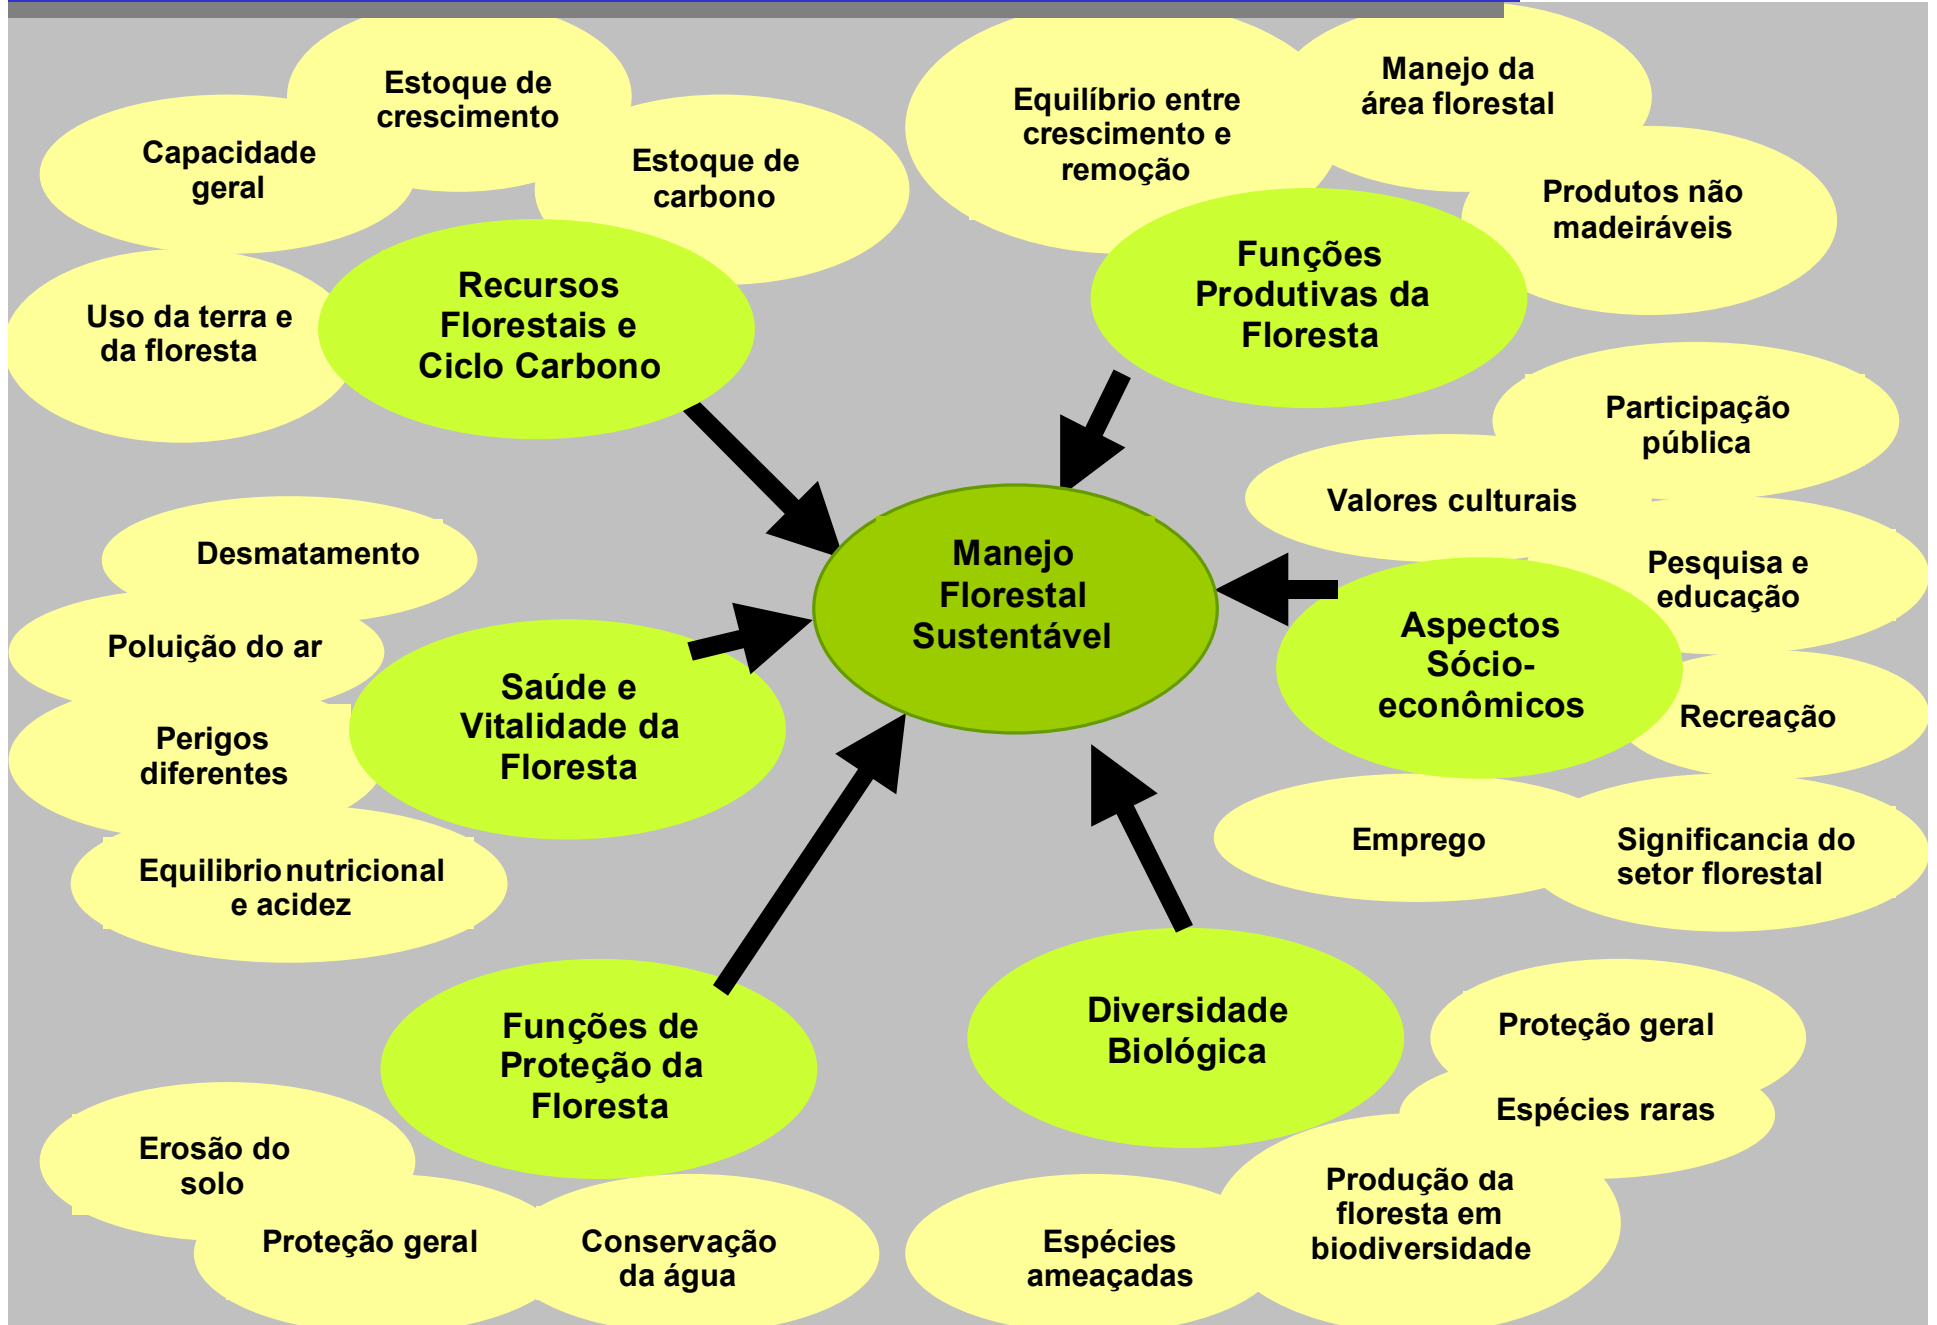 Estoque de
crescimento
Capacidade
geral
Estoque de
carbono
Uso da terra e
da floresta
Recursos
Florestais e
Ciclo Carbono
Equilíbrio entre
crescimento e
remoção
Manejo da
área florestal
Produtos não
madeiráveis
Funções
Produtivas da
Floresta
Participação
pública
Valores culturais
Pesquisa e
educação
Aspectos
Sócio-
econômicos
Recreação
Emprego
Significancia do
setor florestal
Manejo
Florestal
Sustentável
Desmatamento
Poluição do ar
Perigos
diferentes
Equilibrio nutricional
e acidez
Saúde e
Vitalidade da
Floresta
Funções de
Proteção da
Floresta
Erosão do
solo
Proteção geral
Conservação
da água
Diversidade
Biológica
Proteção geral
Espécies raras
Produção da
floresta em
biodiversidade
Espécies
ameaçadas